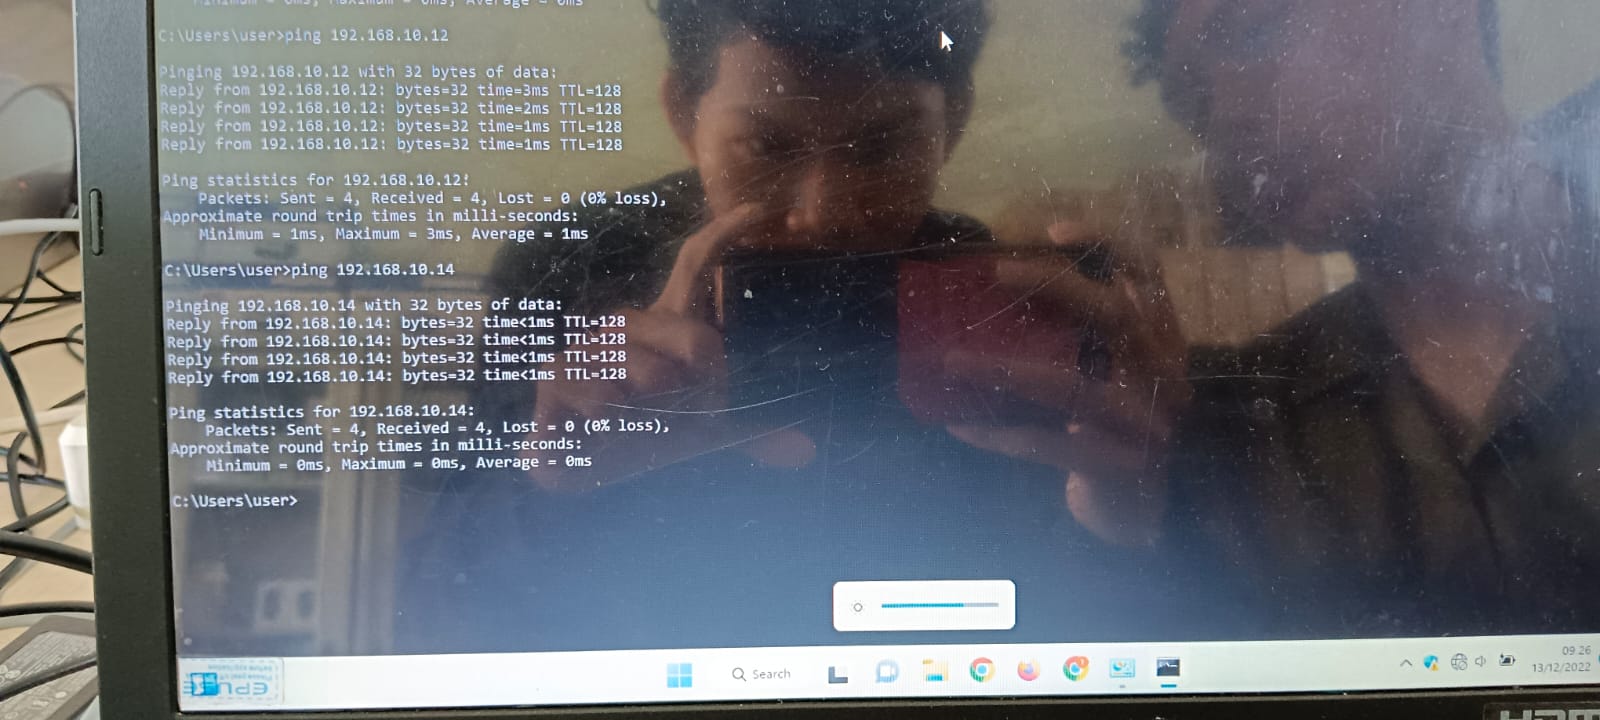 Minimum = 0ms, Maximum = 0ms, Average = 0ms
C:\Users\user>ping 192.168.10.12
Pinging 192.168.10.12 with 32 bytes of data:
Reply from 192.168.10.12: bytes=32 time=3ms TTL=128
Reply from 192.168.10.12: bytes=32 time=2ms TTL=128
Reply from 192.168.10.12: bytes=32 time=1ms TTL=128
Reply from 192.168.10.12: bytes=32 time=1ms TTL=128
Ping statistics for 192.168.10.12:
Packets: Sent = 4, Received = 4, Lost = 0 (0% loss),
Approximate round trip times in milli-seconds:
Minimum = 1ms, Maximum = 3ms, Average = 1ms
C:\Users\user>ping 192.168.10.14
Pinging 192.168.10.14 with 32 bytes of data:
Reply from 192.168.10.14: bytes=32 time<1ms TTL=128
Reply from 192.168.10.14: bytes=32 time<1ms TTL=128
Reply from 192.168.10.14: bytes=32 time<1ms TTL=128
Reply from 192.168.10.14: bytes=32 time<1ms TTL=128
Ping statistics for 192.168.10.14:
Packets: Sent = 4, Received = 4, Lost = 0 (0% loss),
Approximate round trip times in milli-seconds:
Minimum = 0ms, Maximum = 0ms, Average = 0ms
C:\Users\user>
Search
09.26
13/12/2022